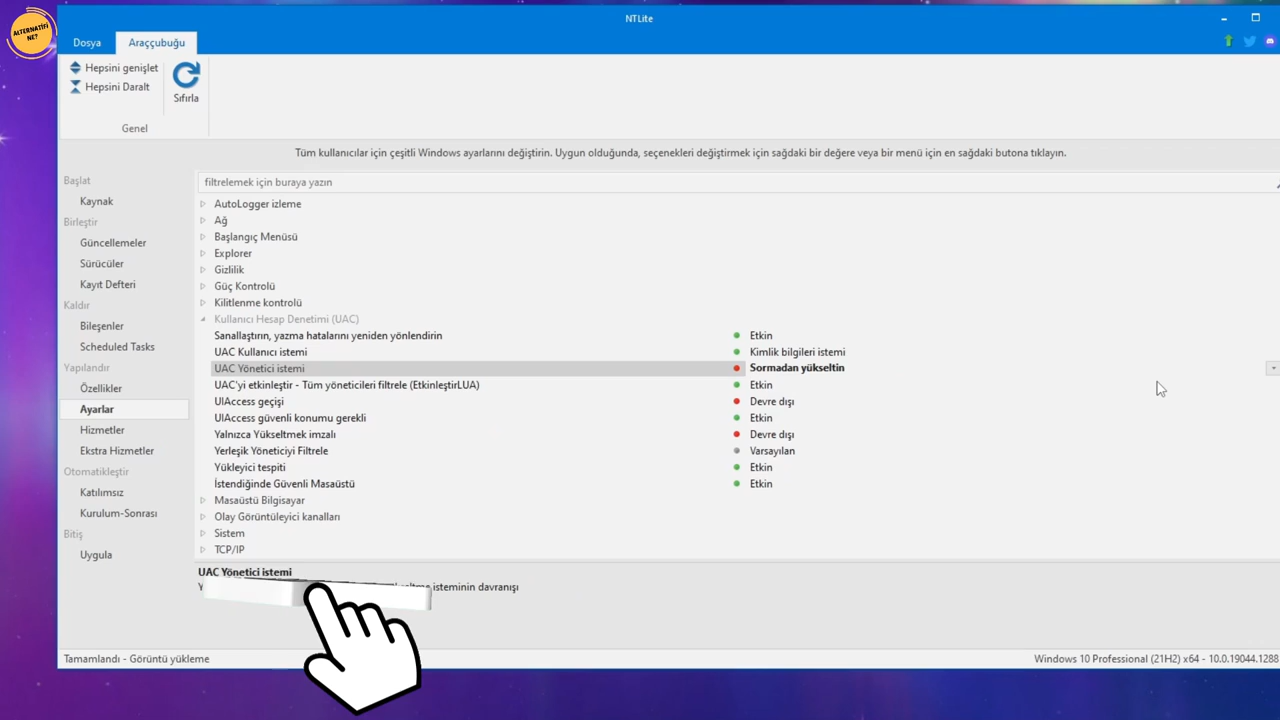 ALTERNATİFİ
NE?
NTLite
Dosya
Araççubuğu
Hepsini genişlet
Hepsini Daralt
Sıfırla
Genel
Tüm kullanıcılar için çeşitli Windows ayarlarını değiştirin. Uygun olduğunda, seçenekleri değiştirmek için sağdaki bir değere veya bir menü için en sağdaki butona tıklayın.
Başlat
Kaynak
Birleştir
Güncellemeler
Sürücüler
Kayıt Defteri
Kaldır
Bileşenler
Scheduled Tasks
Yapılandır
Özellikler
Ayarlar
Hizmetler
Ekstra Hizmetler
Otomatikleştir
Katılımsız
Kurulum-Sonrası
Bitiş
Uygula
filtrelemek için buraya yazın
AutoLogger izleme
Ağ
Başlangıç Menüsü
Explorer
Gizlilik
Güç Kontrolü
Kilitlenme kontrolü
Kullanıcı Hesap Denetimi (UAC)
Sanallaştırın, yazma hatalarını yeniden yönlendirin Etkin
UAC Kullanıcı istemi Kimlik bilgileri istemi
UAC Yönetici istemi Sormadan yükseltin
UAC'yi etkinleştir - Tüm yöneticileri filtrele (EtkinleştirLUA) Etkin
UIAccess geçişi Devre dışı
UIAccess güvenli konumu gerekli Etkin
Yalnızca Yükseltmek imzalı Devre dışı
Yerleşik Yöneticiyi Filtrele Varsayılan
Yükleyici tespiti Etkin
İstendiğinde Güvenli Masaüstü Etkin
Masaüstü Bilgisayar
Olay Görüntüleyici kanalları
Sistem
TCP/IP
UAC Yönetici istemi
isteminin davranışı
Tamamlandı - Görüntü yükleme
Windows 10 Professional (21H2) x64 - 10.0.19044.1288